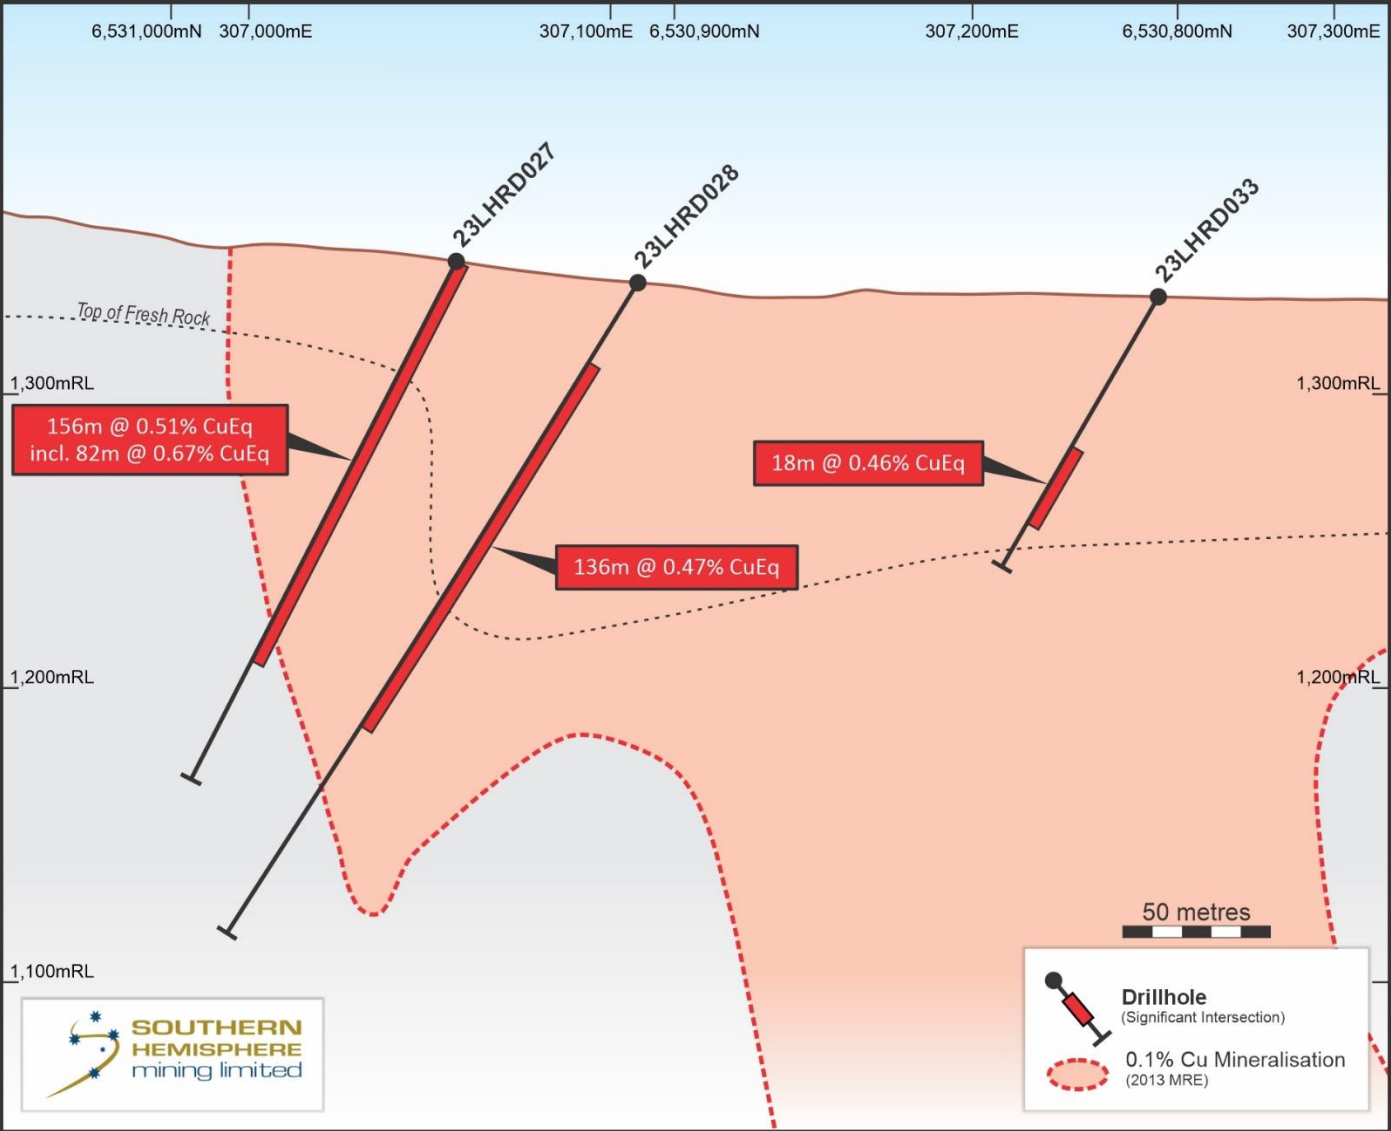 6,531,000mN 307,000mE 307,100mE 6,530,900mN 307,200mE 6,530,800mN 307,300mE
23LHRD027
23LHRD028
23LHRD033
Top of Fresh Rock
1,300mRL
1,300mRL
156m @ 0.51% CuEq
incl. 82m @ 0.67% CuEq
18m @ 0.46% CuEq
136m @ 0.47% CuEq
1,200mRL
1,200mRL
50 metres
1,100mRL
Drillhole
(Significant Intersection)
0.1% Cu Mineralisation
(2013 MRE)
SOUTHERN
HEMISPHERE
mining limited